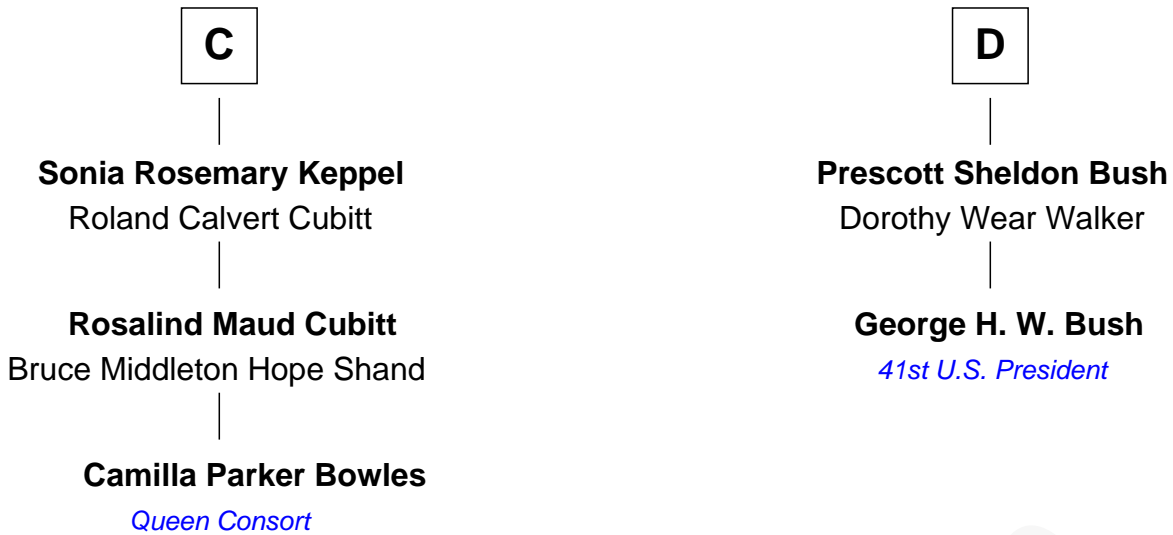 C
Sonia Rosemary Keppel
Roland Calvert Cubitt
Rosalind Maud Cubitt
Bruce Middleton Hope Shand
Camilla Parker Bowles
Queen Consort
D
Prescott Sheldon Bush
Dorothy Wear Walker
George H. W. Bush
41st U.S. President